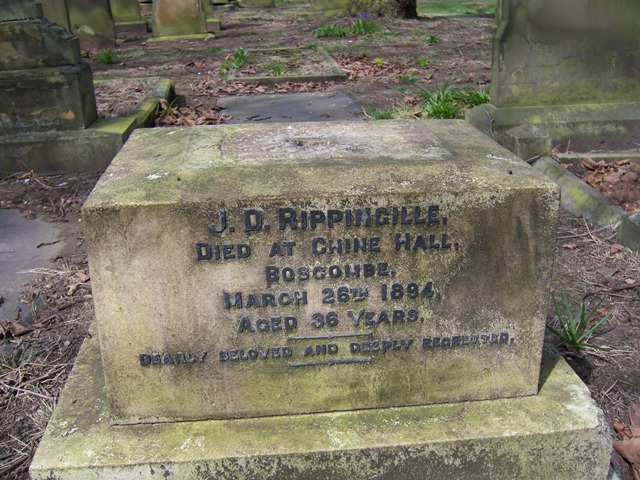 J. D. RIPPINGILLE,
DIED AT CHINE HALL,
BOSCOMBE,
MARCH 26TH 1894,
AGED 36 YEARS.
DEARLY BELOVED AND DEEPLY REGRETTED.